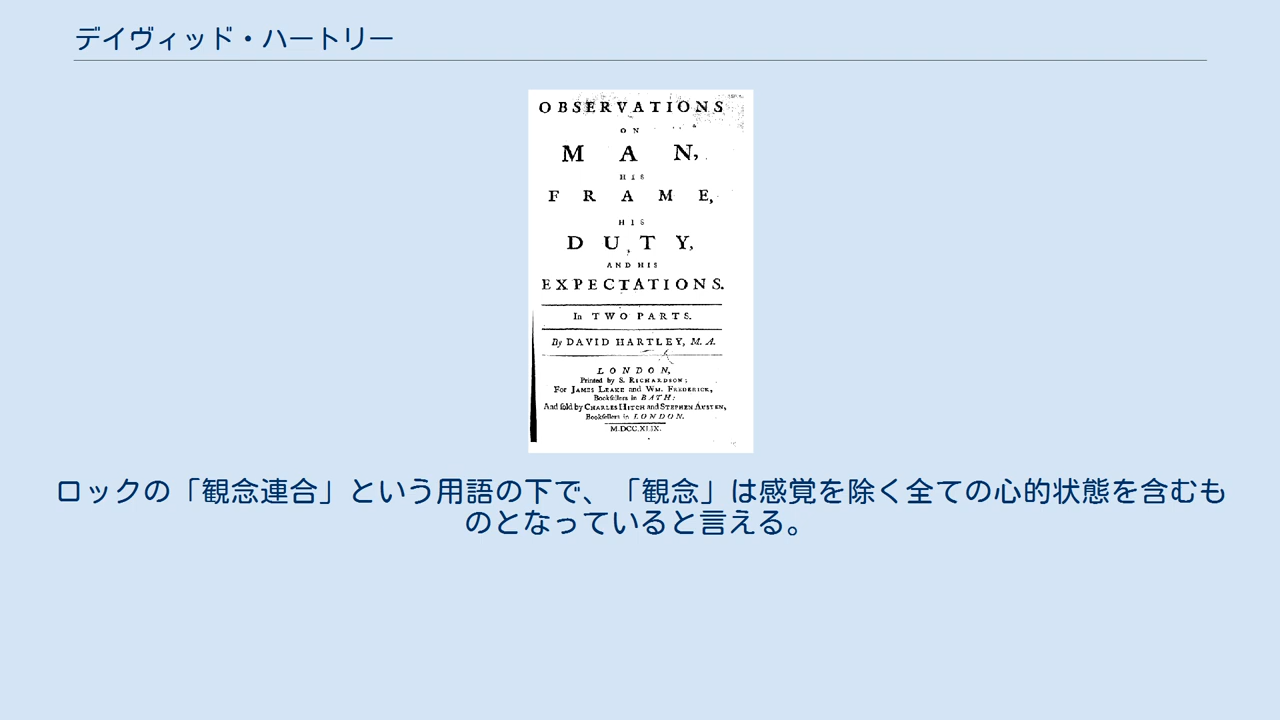 デイヴィッド・ハートリー
OBSERVATIONS
ON
MAN,
HIS
FRAME,
HIS
DUTY,
AND HIS
EXPECTATIONS.
In TWO PARTS.
By DAVID HARTLEY, M. A.
LONDON,
Printed by S. RICHARDSON;
For JAMES LEAKE and WM. FREDERICK,
Booksellers in BATH:
And sold by CHARLES HITCH and STEPHEN AUSTEN,
Booksellers in LONDON.
M.DCC.XLIX.
ロックの「観念連合」という用語の下で、「観念」は感覚を除く全ての心的状態を含むも
のとなっていると言える。